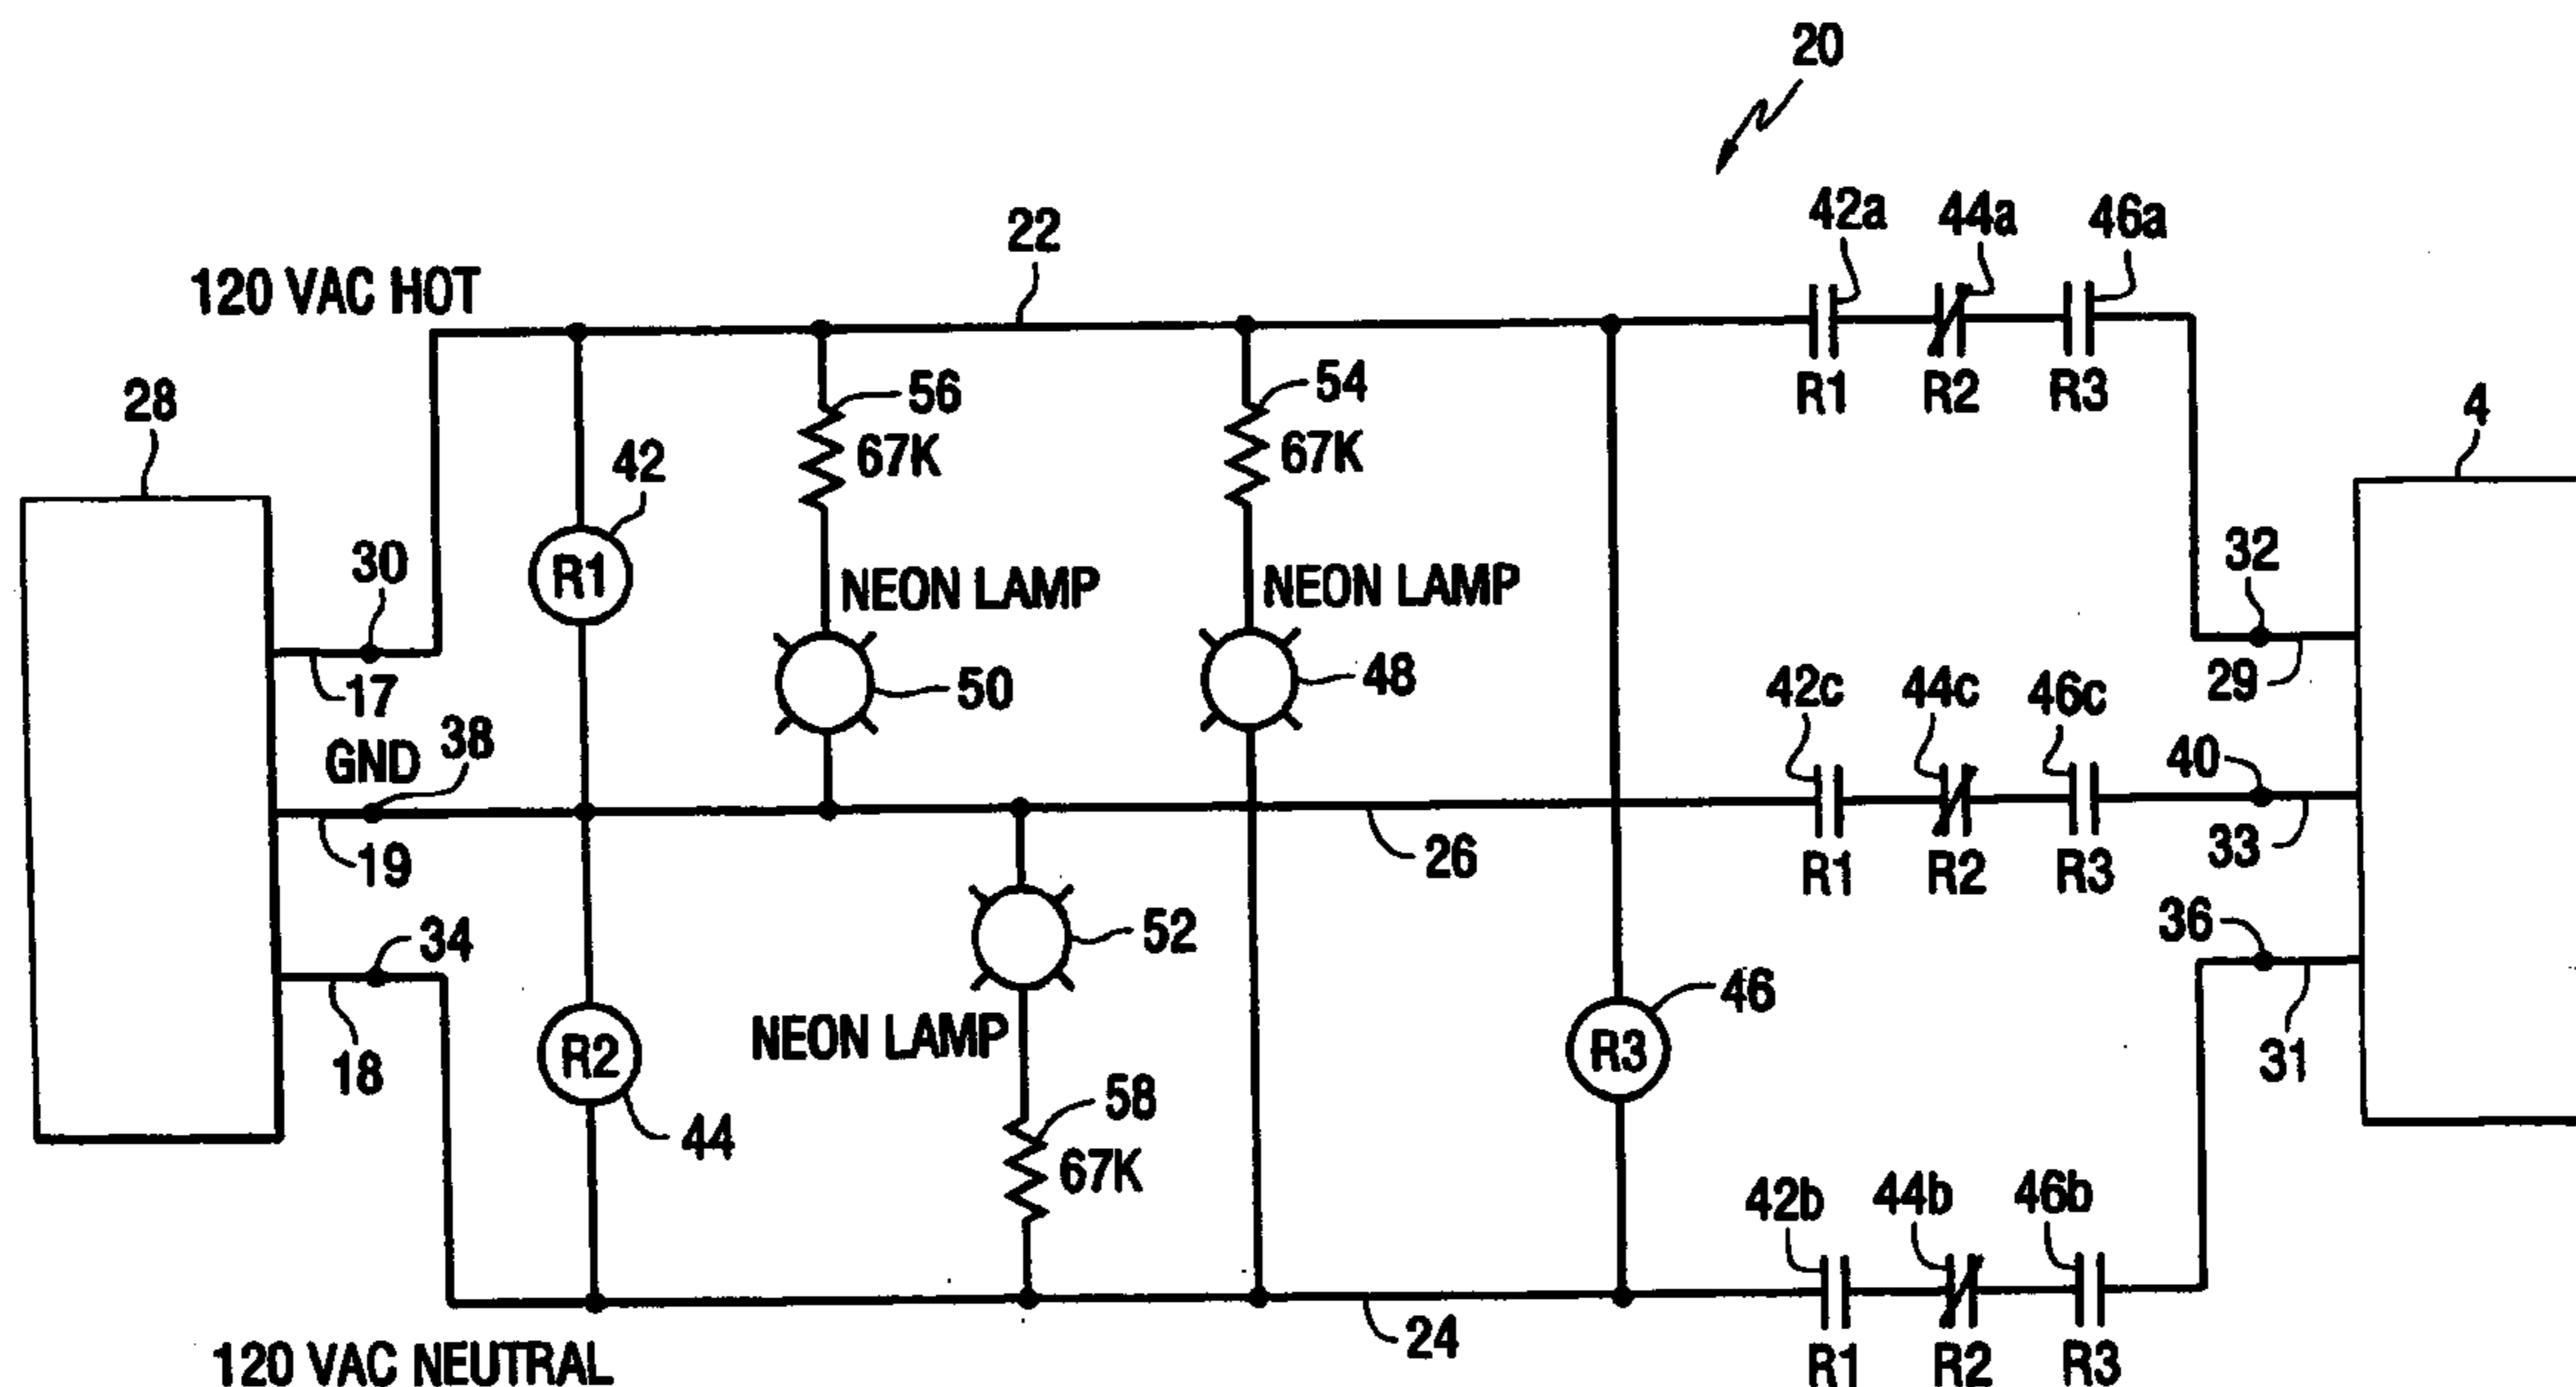 20
22
42a 44a 46a
120 VAC HOT
R1 R2 R3
28
56
67K
54
67K
4
42
30
R1
NEON LAMP
NEON LAMP
32
17
50
48
29
GND 38
42c 44c 46c
40
19
26
R1 R2 R3
33
34
52
36
18
R2
NEON LAMP
46
R3
31
44
58
67K
42b 44b 46b
24
120 VAC NEUTRAL
R1 R2 R3